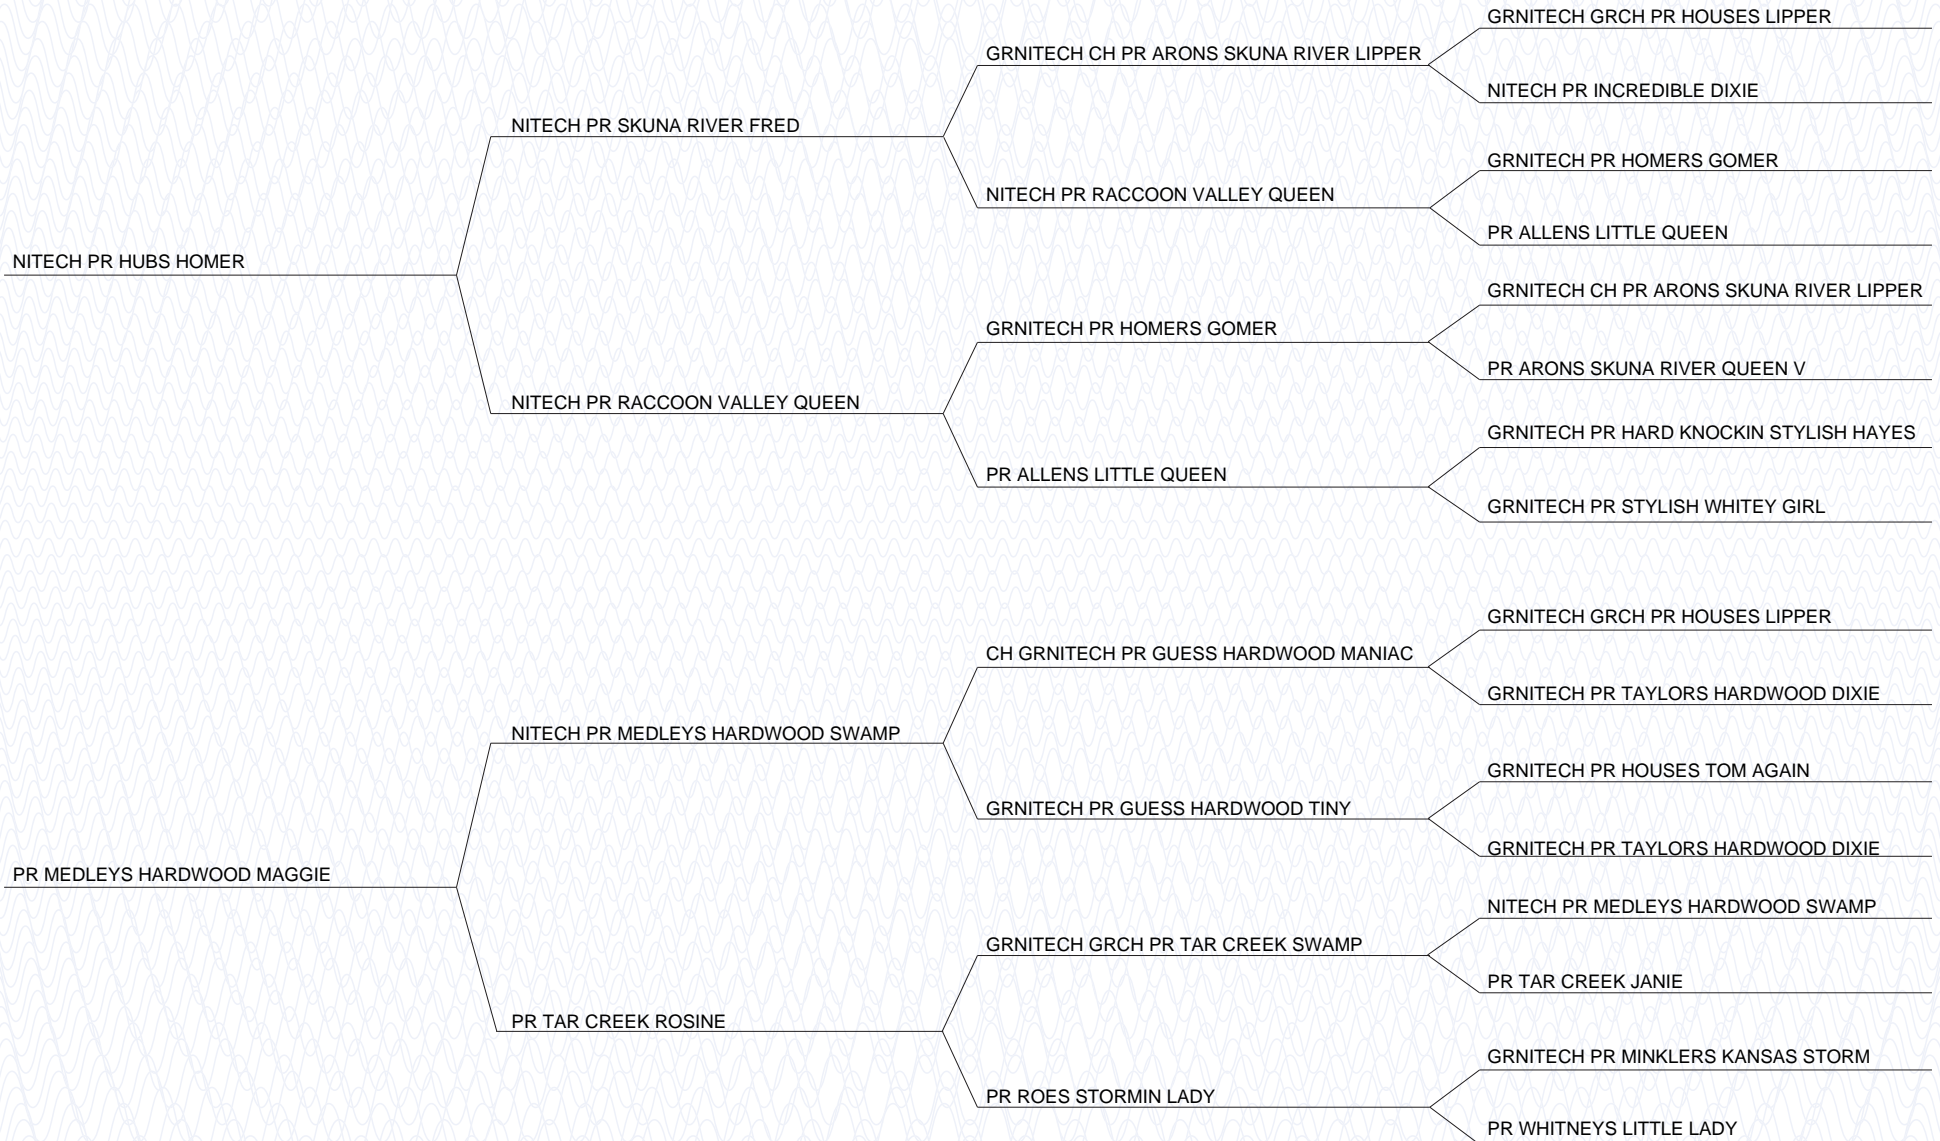 GRNITECH GRCH PR HOUSES LIPPER
GRNITECH CH PR ARONS SKUNA RIVER LIPPER
NITECH PR INCREDIBLE DIXIE
NITECH PR SKUNA RIVER FRED
GRNITECH PR HOMERS GOMER
NITECH PR RACCOON VALLEY QUEEN
PR ALLENS LITTLE QUEEN
NITECH PR HUBS HOMER
GRNITECH CH PR ARONS SKUNA RIVER LIPPER
GRNITECH PR HOMERS GOMER
PR ARONS SKUNA RIVER QUEEN V
NITECH PR RACCOON VALLEY QUEEN
GRNITECH PR HARD KNOCKIN STYLISH HAYES
PR ALLENS LITTLE QUEEN
GRNITECH PR STYLISH WHITEY GIRL
GRNITECH GRCH PR HOUSES LIPPER
CH GRNITECH PR GUESS HARDWOOD MANIAC
GRNITECH PR TAYLORS HARDWOOD DIXIE
NITECH PR MEDLEYS HARDWOOD SWAMP
GRNITECH PR HOUSES TOM AGAIN
GRNITECH PR GUESS HARDWOOD TINY
GRNITECH PR TAYLORS HARDWOOD DIXIE
PR MEDLEYS HARDWOOD MAGGIE
NITECH PR MEDLEYS HARDWOOD SWAMP
GRNITECH GRCH PR TAR CREEK SWAMP
PR TAR CREEK JANIE
PR TAR CREEK ROSINE
GRNITECH PR MINKLERS KANSAS STORM
PR ROES STORMIN LADY
PR WHITNEYS LITTLE LADY